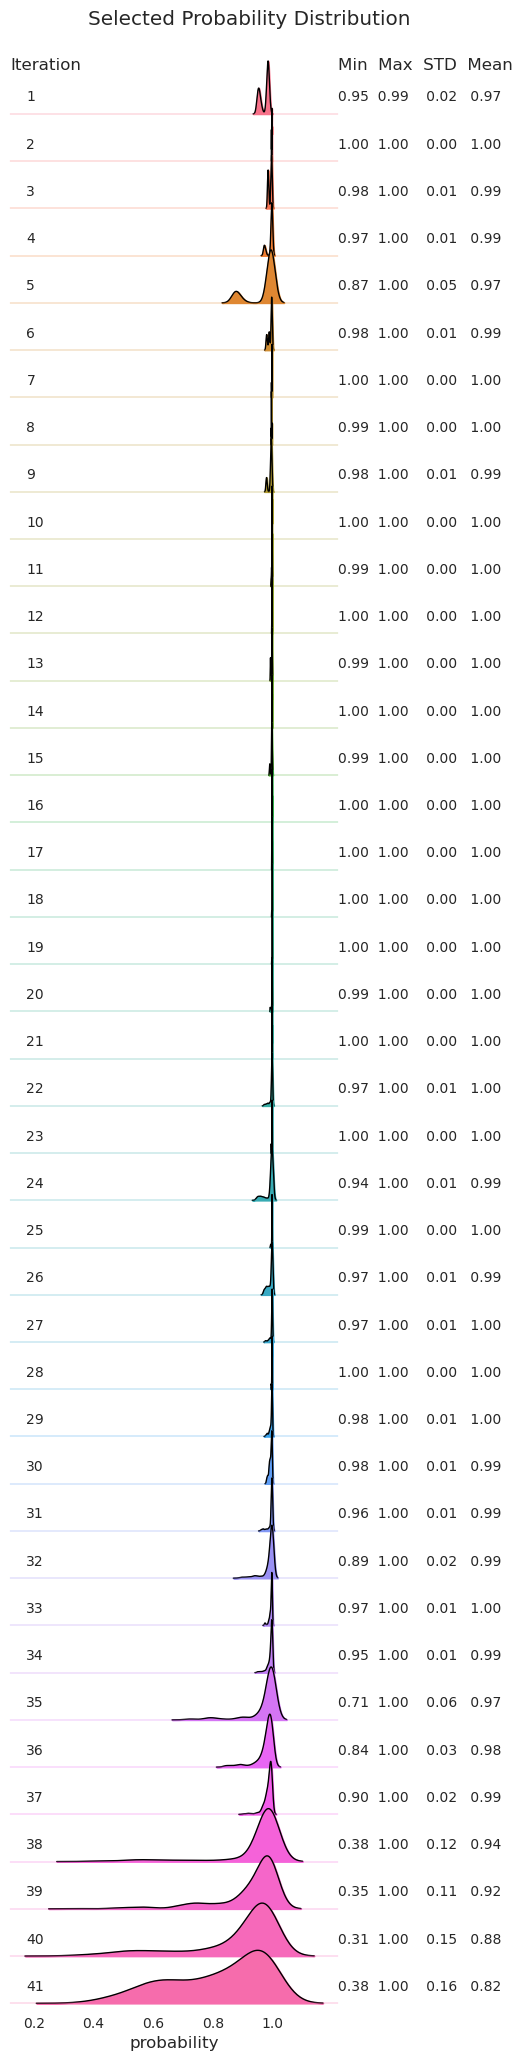 Selected Probability Distribution
Iteration Min Max STD Mean
1 0.95 0.99 0.02 0.97
2 1.00 1.00 0.00 1.00
3 0.98 1.00 0.01 0.99
4 0.97 1.00 0.01 0.99
5 0.87 1.00 0.05 0.97
6 0.98 1.00 0.01 0.99
7 1.00 1.00 0.00 1.00
8 0.99 1.00 0.00 1.00
9 0.98 1.00 0.01 0.99
10 1.00 1.00 0.00 1.00
11 0.99 1.00 0.00 1.00
12 1.00 1.00 0.00 1.00
13 0.99 1.00 0.00 1.00
14 1.00 1.00 0.00 1.00
15 0.99 1.00 0.00 1.00
16 1.00 1.00 0.00 1.00
17 1.00 1.00 0.00 1.00
18 1.00 1.00 0.00 1.00
19 1.00 1.00 0.00 1.00
20 0.99 1.00 0.00 1.00
21 1.00 1.00 0.00 1.00
22 0.97 1.00 0.01 1.00
23 1.00 1.00 0.00 1.00
24 0.94 1.00 0.01 0.99
25 0.99 1.00 0.00 1.00
26 0.97 1.00 0.01 0.99
27 0.97 1.00 0.01 1.00
28 1.00 1.00 0.00 1.00
29 0.98 1.00 0.01 1.00
30 0.98 1.00 0.01 0.99
31 0.96 1.00 0.01 0.99
32 0.89 1.00 0.02 0.99
33 0.97 1.00 0.01 1.00
34 0.95 1.00 0.01 0.99
35 0.71 1.00 0.06 0.97
36 0.84 1.00 0.03 0.98
37 0.90 1.00 0.02 0.99
38 0.38 1.00 0.12 0.94
39 0.35 1.00 0.11 0.92
40 0.31 1.00 0.15 0.88
41 0.38 1.00 0.16 0.82
0.2 0.4 0.6 0.8 1.0
probability